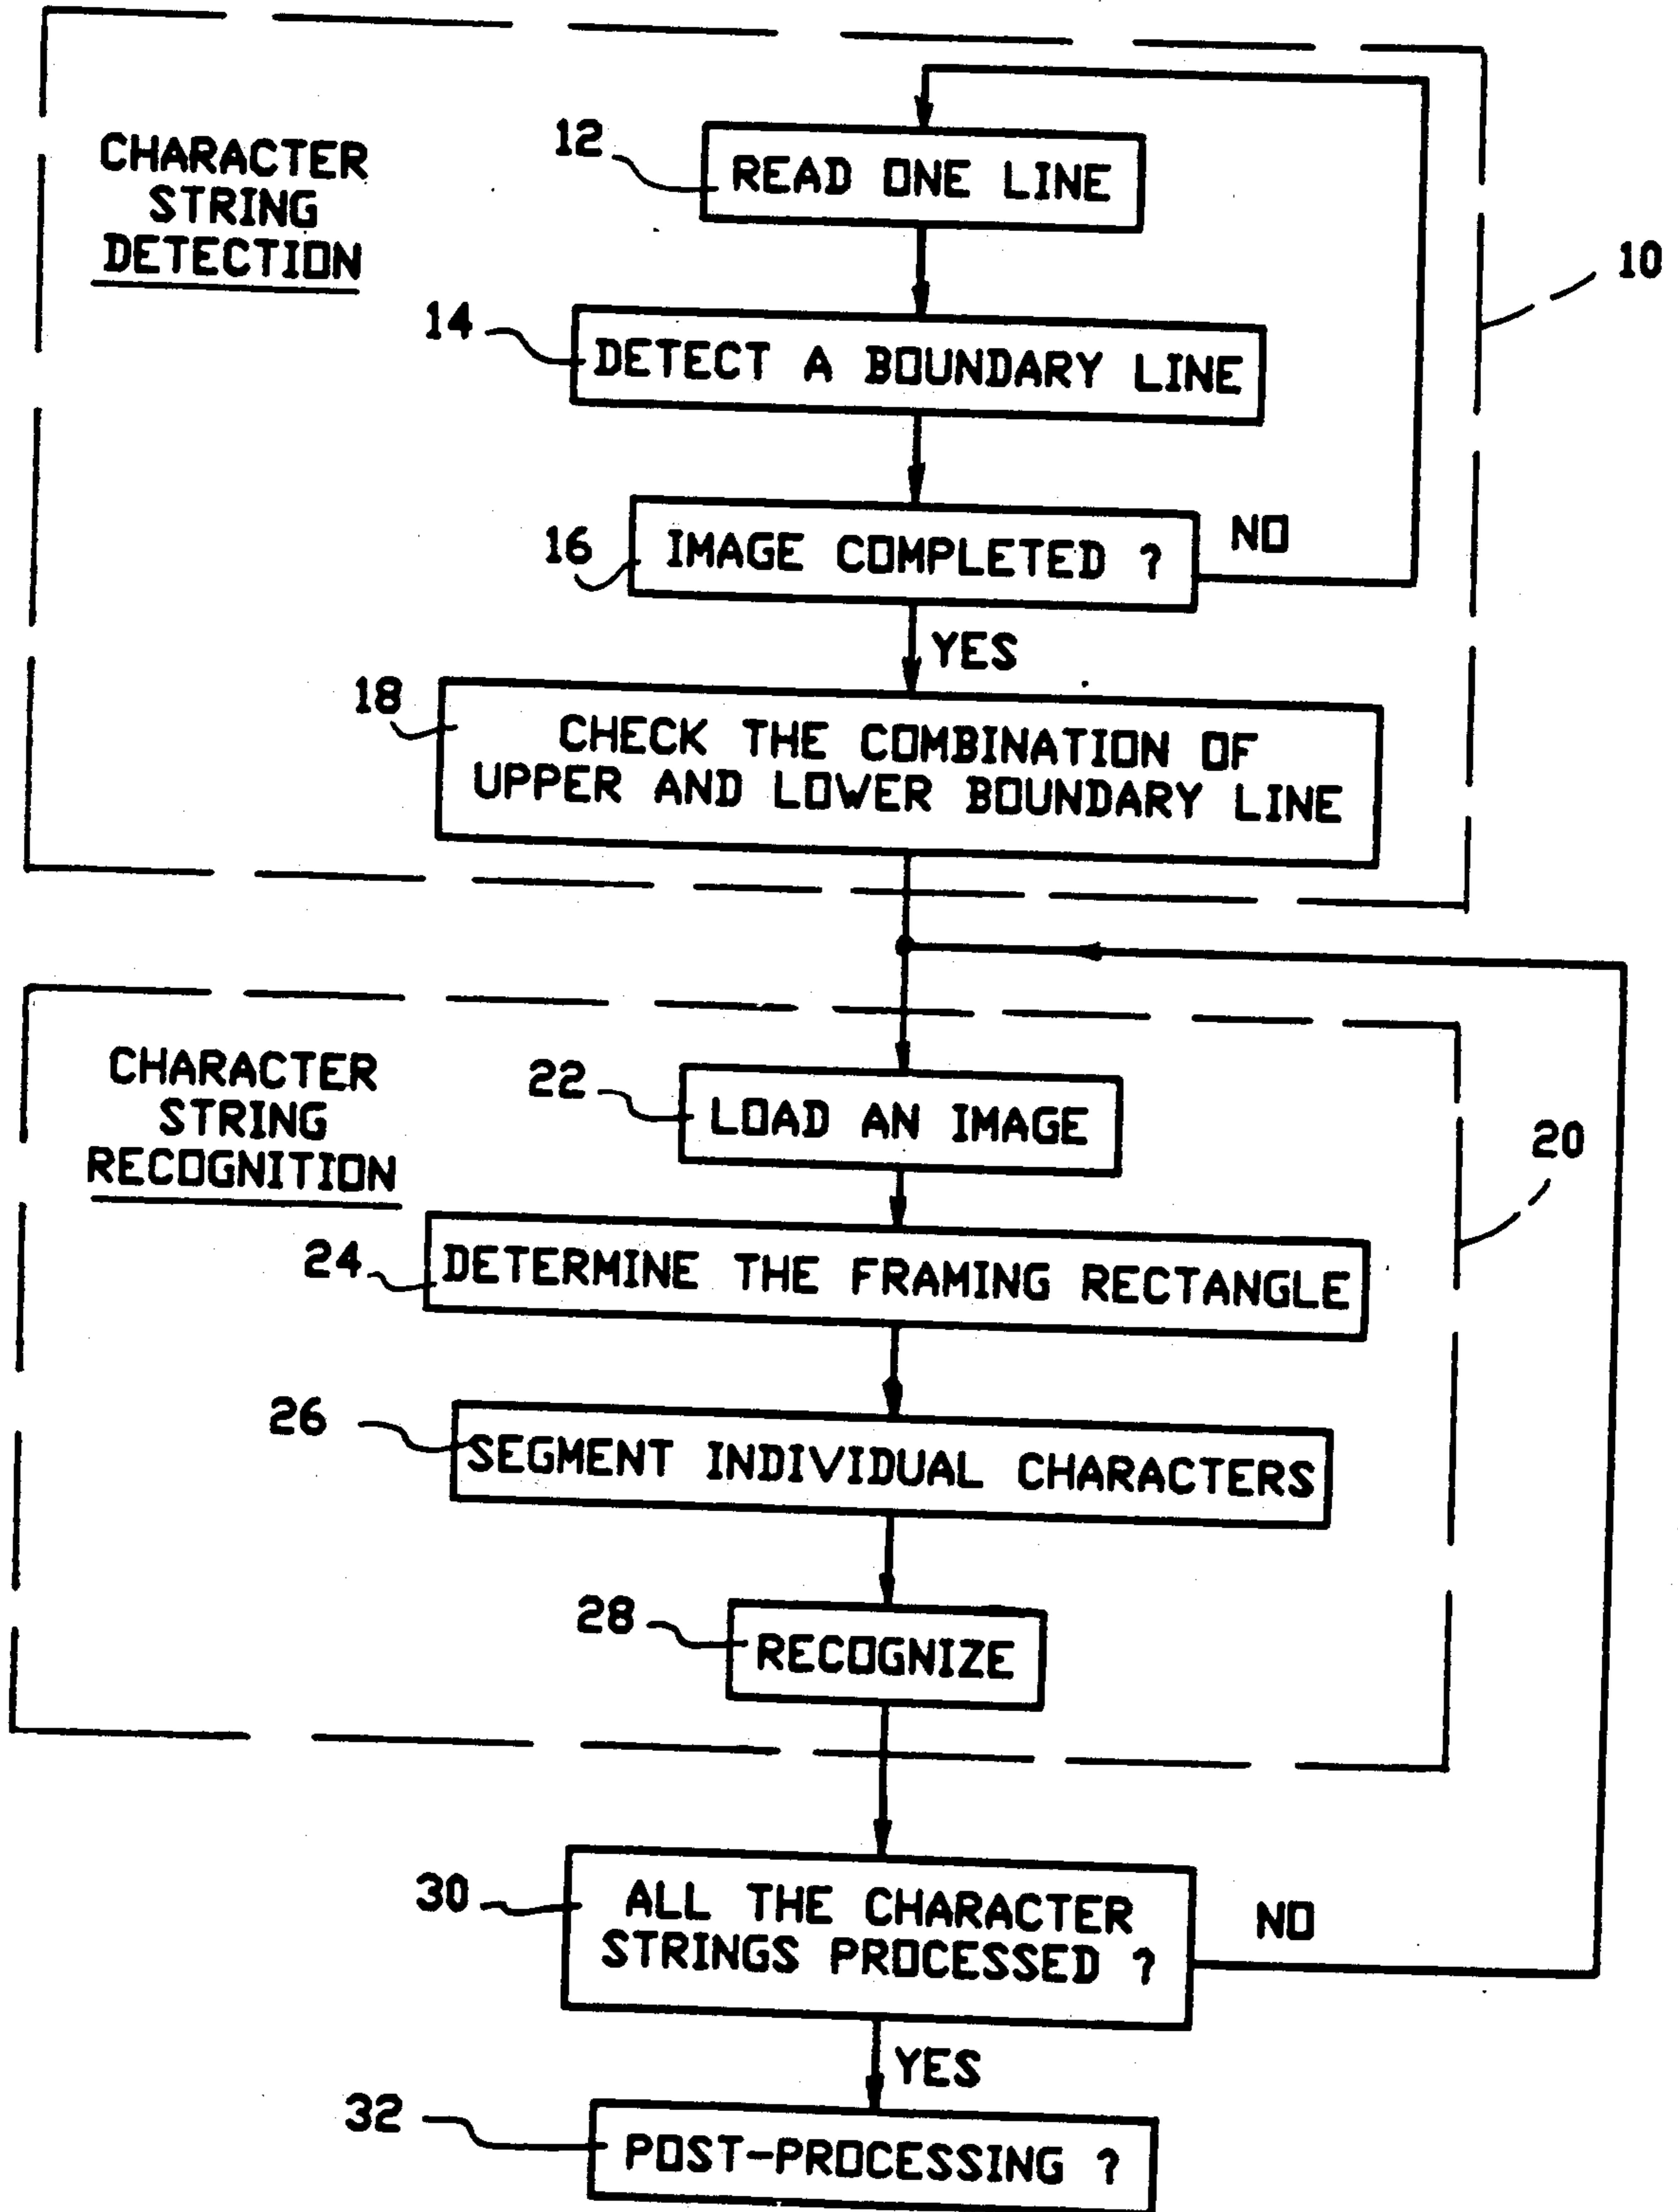 CHARACTER
STRING
DETECTION
12
READ ONE LINE
10
14
DETECT A BOUNDARY LINE
16
IMAGE COMPLETED ?
NO
YES
18
CHECK THE COMBINATION OF
UPPER AND LOWER BOUNDARY LINE
CHARACTER
STRING
RECOGNITION
22
LOAD AN IMAGE
20
24
DETERMINE THE FRAMING RECTANGLE
26
SEGMENT INDIVIDUAL CHARACTERS
28
RECOGNIZE
30
ALL THE CHARACTER
STRINGS PROCESSED ?
NO
YES
32
POST-PROCESSING ?